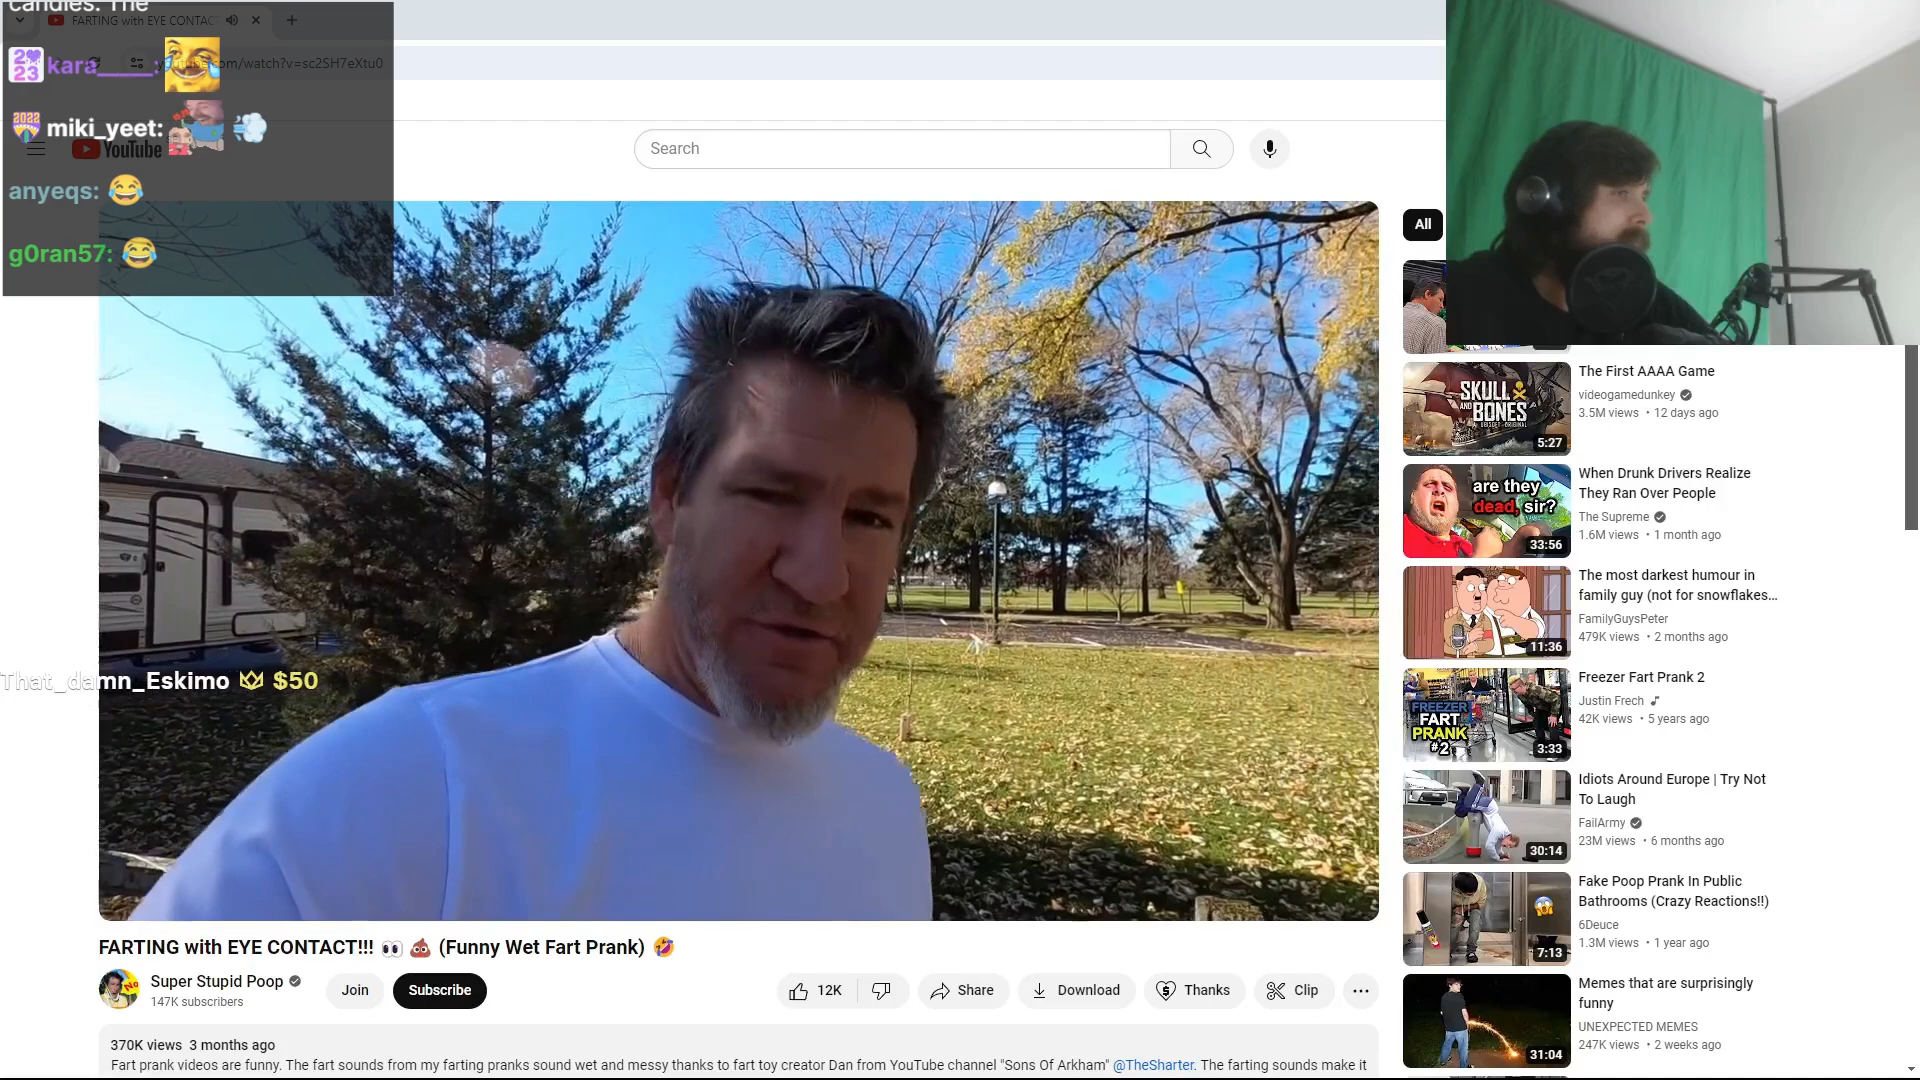 candles. The
FARTING with EYE CONTAC
youtube.com/watch?v=sc2SH7eXtu0
2023 kara_____:
2022 miki_yeet:
YouTube
anyeqs: 😂
g0ran57: 😂
Search
That_damn_Eskimo $50
FARTING with EYE CONTACT!!! 👀 💩 (Funny Wet Fart Prank) 🤣
Super Stupid Poop
147K subscribers
Join
Subscribe
12K
Share
Download
Thanks
Clip
370K views 3 months ago
Fart prank videos are funny. The fart sounds from my farting pranks sound wet and messy thanks to fart toy creator Dan from YouTube channel "Sons Of Arkham" @TheSharter. The farting sounds make it
All
SKULL AND BONES
5:27
The First AAAA Game
videogamedunkey
3.5M views • 12 days ago
are they
dead, sir?
33:56
When Drunk Drivers Realize
They Ran Over People
The Supreme
1.6M views • 1 month ago
11:36
The most darkest humour in
family guy (not for snowflakes...
FamilyGuysPeter
479K views • 2 months ago
FREEZER
FART
PRANK
#2
3:33
Freezer Fart Prank 2
Justin Frech
42K views • 5 years ago
30:14
Idiots Around Europe | Try Not
To Laugh
FailArmy
23M views • 6 months ago
7:13
Fake Poop Prank In Public
Bathrooms (Crazy Reactions!!)
6Deuce
1.3M views • 1 year ago
31:04
Memes that are surprisingly
funny
UNEXPECTED MEMES
247K views • 2 weeks ago